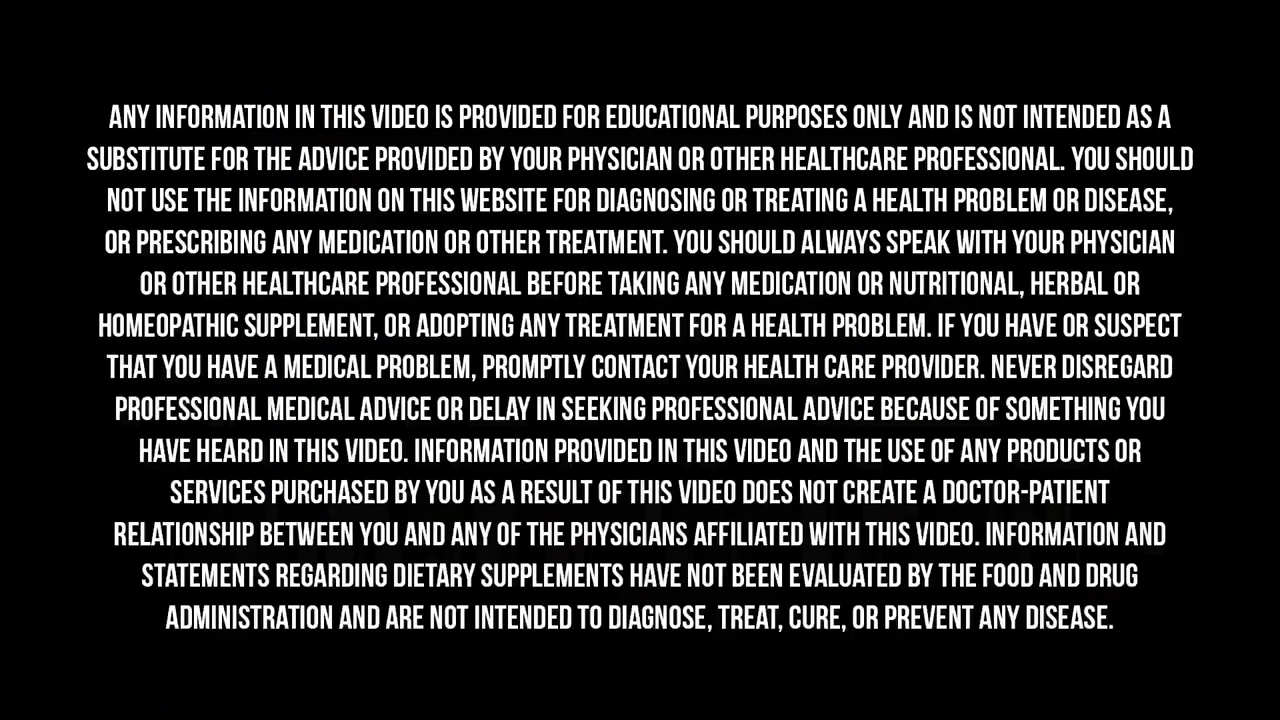 ANY INFORMATION IN THIS VIDEO IS PROVIDED FOR EDUCATIONAL PURPOSES ONLY AND IS NOT INTENDED AS A
SUBSTITUTE FOR THE ADVICE PROVIDED BY YOUR PHYSICIAN OR OTHER HEALTHCARE PROFESSIONAL. YOU SHOULD
NOT USE THE INFORMATION ON THIS WEBSITE FOR DIAGNOSING OR TREATING A HEALTH PROBLEM OR DISEASE,
OR PRESCRIBING ANY MEDICATION OR OTHER TREATMENT. YOU SHOULD ALWAYS SPEAK WITH YOUR PHYSICIAN
OR OTHER HEALTHCARE PROFESSIONAL BEFORE TAKING ANY MEDICATION OR NUTRITIONAL, HERBAL OR
HOMEOPATHIC SUPPLEMENT, OR ADOPTING ANY TREATMENT FOR A HEALTH PROBLEM. IF YOU HAVE OR SUSPECT
THAT YOU HAVE A MEDICAL PROBLEM, PROMPTLY CONTACT YOUR HEALTH CARE PROVIDER. NEVER DISREGARD
PROFESSIONAL MEDICAL ADVICE OR DELAY IN SEEKING PROFESSIONAL ADVICE BECAUSE OF SOMETHING YOU
HAVE HEARD IN THIS VIDEO. INFORMATION PROVIDED IN THIS VIDEO AND THE USE OF ANY PRODUCTS OR
SERVICES PURCHASED BY YOU AS A RESULT OF THIS VIDEO DOES NOT CREATE A DOCTOR-PATIENT
RELATIONSHIP BETWEEN YOU AND ANY OF THE PHYSICIANS AFFILIATED WITH THIS VIDEO. INFORMATION AND
STATEMENTS REGARDING DIETARY SUPPLEMENTS HAVE NOT BEEN EVALUATED BY THE FOOD AND DRUG
ADMINISTRATION AND ARE NOT INTENDED TO DIAGNOSE, TREAT, CURE, OR PREVENT ANY DISEASE.